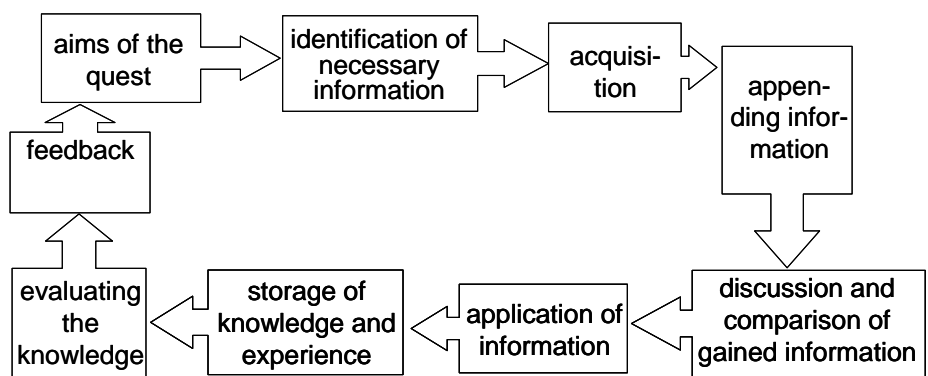 aims of the
quest
identification of
necessary
information
acquisi-
tion
appen-
ding infor-
mation
discussion and
comparison of
gained information
application of
information
storage of
knowledge and
experience
evaluating
the
knowledge
feedback